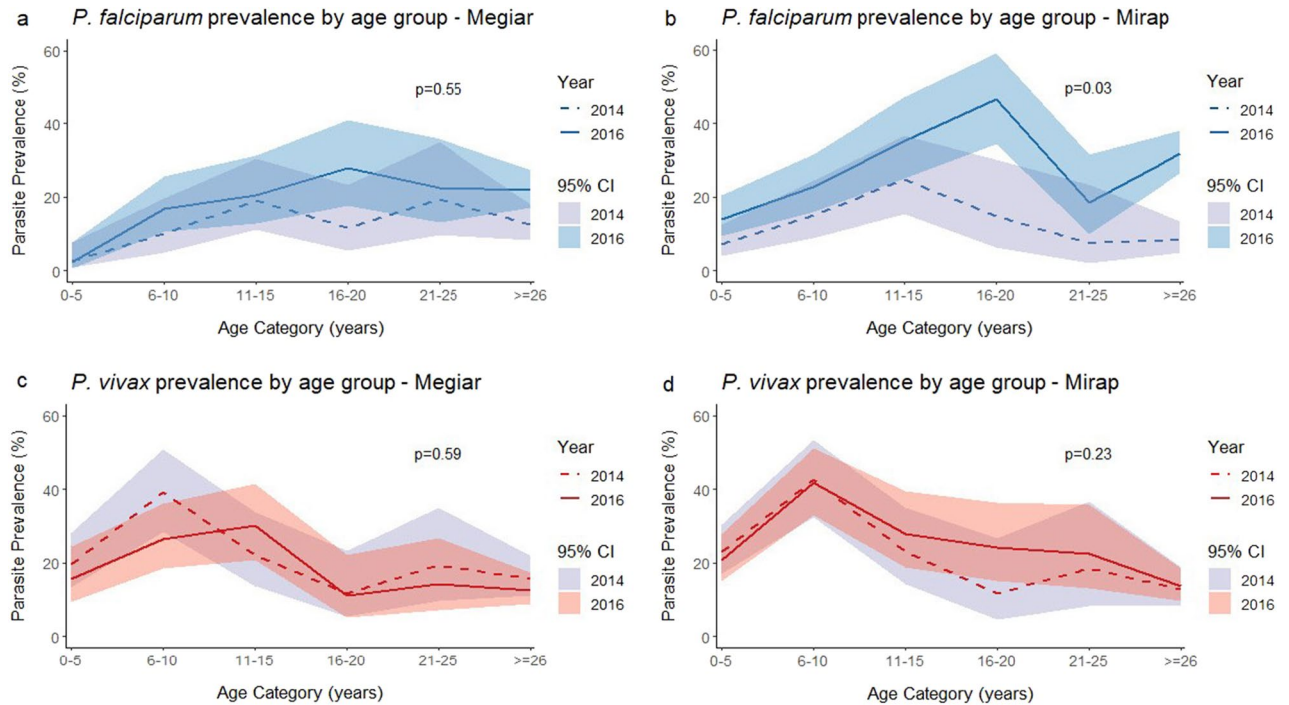 a P. falciparum prevalence by age group - Megiar
60
40
20
0
Parasite Prevalence (%)
p=0.55
0-5 6-10 11-15 16-20 21-25 >=26
Age Category (years)
Year
2014
2016
95% CI
2014
2016
b P. falciparum prevalence by age group - Mirap
60
40
20
0
Parasite Prevalence (%)
p=0.03
0-5 6-10 11-15 16-20 21-25 >=26
Age Category (years)
Year
2014
2016
95% CI
2014
2016
c P. vivax prevalence by age group - Megiar
60
40
20
0
Parasite Prevalence (%)
p=0.59
0-5 6-10 11-15 16-20 21-25 >=26
Age Category (years)
Year
2014
2016
95% CI
2014
2016
d P. vivax prevalence by age group - Mirap
60
40
20
0
Parasite Prevalence (%)
p=0.23
0-5 6-10 11-15 16-20 21-25 >=26
Age Category (years)
Year
2014
2016
95% CI
2014
2016